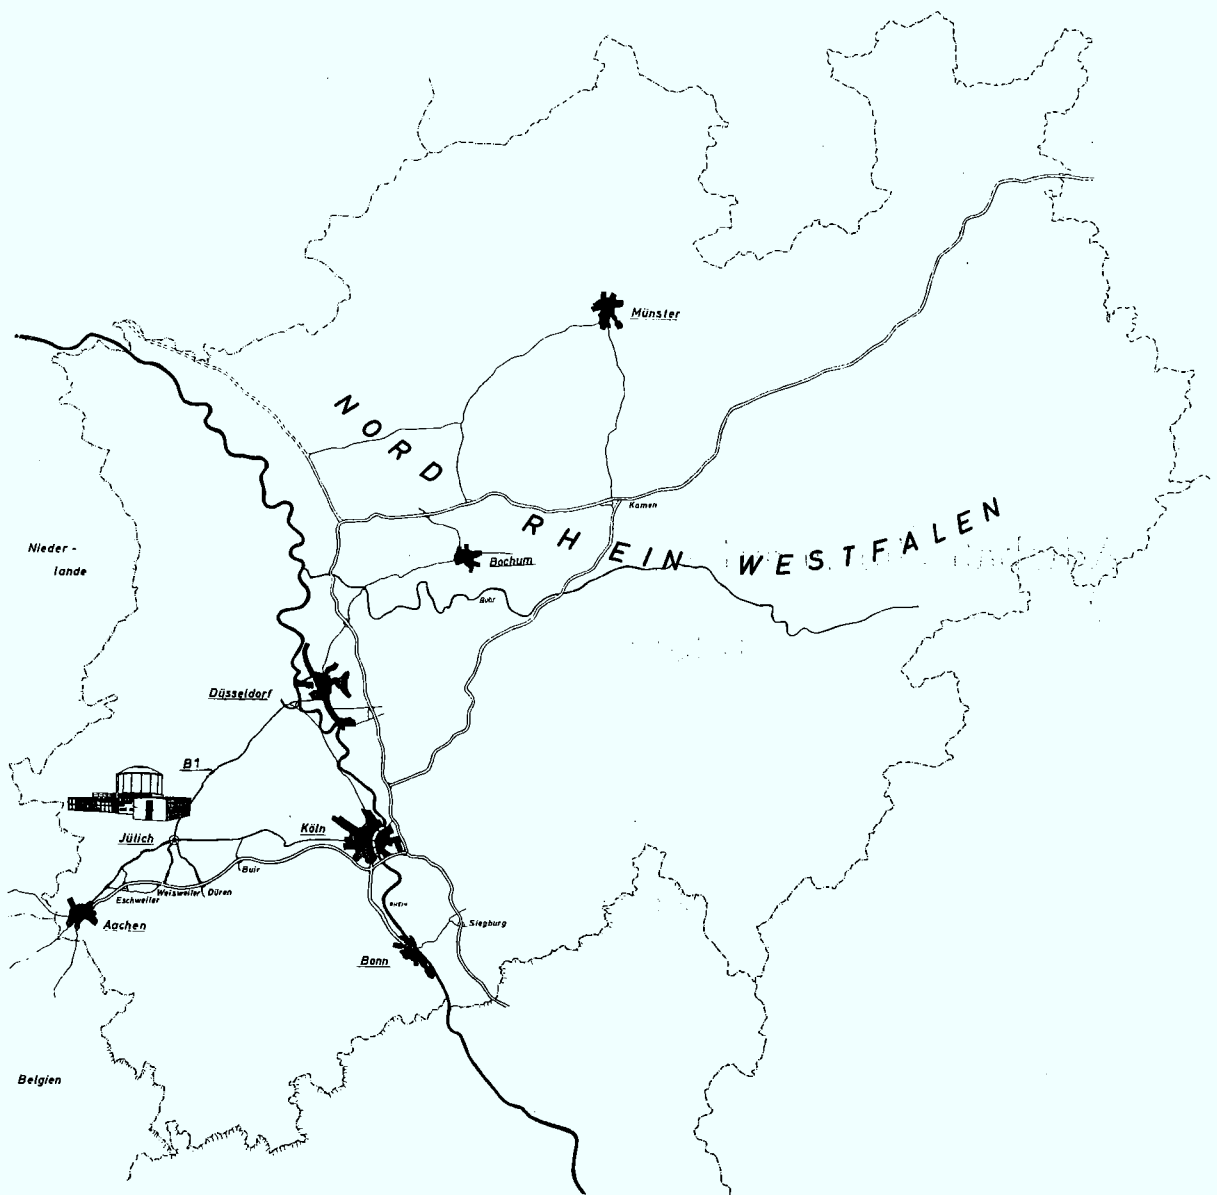 Münster
NORD
RHEIN
WESTFALEN
Kamen
Nieder -
lande
Bochum
Ruhr
Düsseldorf
B1
Jülich
Köln
Buir
Eschweiler
Weisweiler
Düren
Aachen
RHEIN
Siegburg
Bonn
Belgien